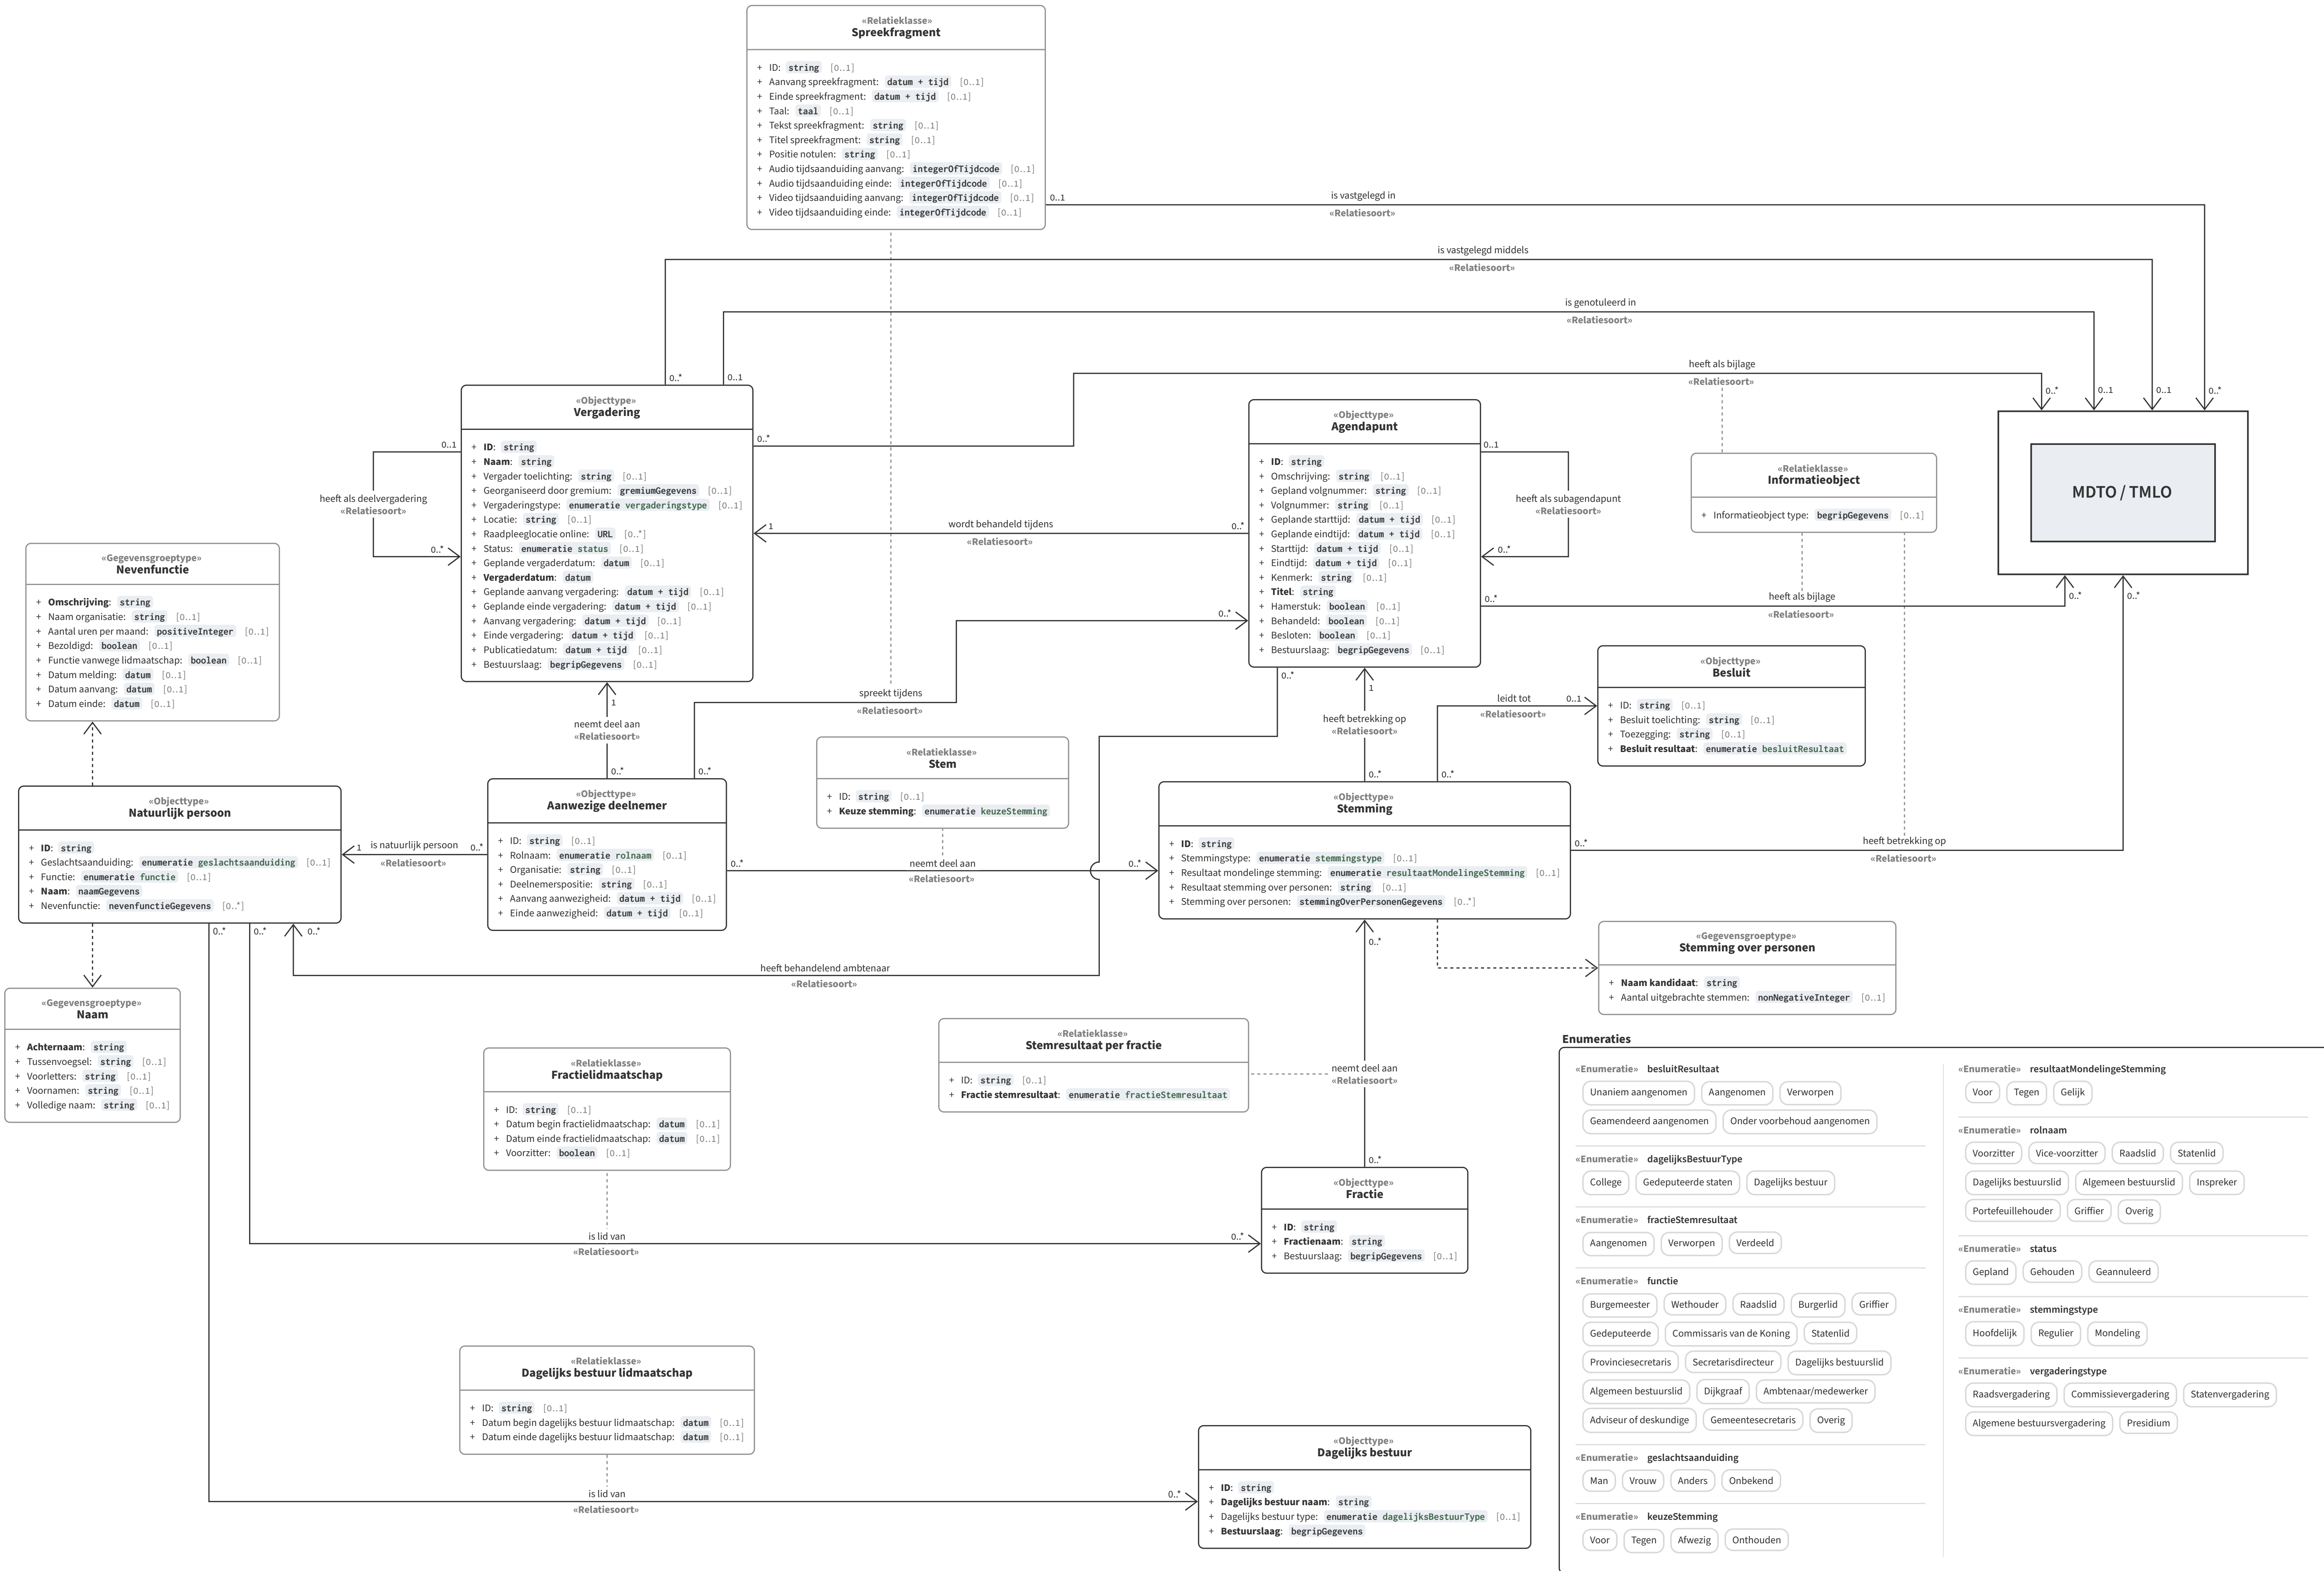 «Relatieklasse»
Spreekfragment
+ ID: string [0..1]
+ Aanvang spreekfragment: datum + tijd [0..1]
+ Einde spreekfragment: datum + tijd [0..1]
+ Taal: taal [0..1]
+ Tekst spreekfragment: string [0..1]
+ Titel spreekfragment: string [0..1]
+ Positie notulen: string [0..1]
+ Audio tijdsaanduiding aanvang: integerOfTijdcode [0..1]
+ Audio tijdsaanduiding einde: integerOfTijdcode [0..1]
+ Video tijdsaanduiding aanvang: integerOfTijdcode [0..1]
+ Video tijdsaanduiding einde: integerOfTijdcode [0..1]
0..1
is vastgelegd in
«Relatiesoort»
is vastgelegd middels
«Relatiesoort»
is genotuleerd in
«Relatiesoort»
heeft als bijlage
«Relatiesoort»
0..*
0..1
0..*
0..1
0..1
0..*
«Objecttype»
Vergadering
+ ID: string
+ Naam: string
+ Vergader toelichting: string [0..1]
+ Georganiseerd door gremium: gremiumGegevens [0..1]
+ Vergaderingstype: enumeratie vergaderingstype [0..1]
+ Locatie: string [0..1]
+ Raadpleeglocatie online: URL [0..*]
+ Status: enumeratie status [0..1]
+ Geplande vergaderdatum: datum [0..1]
+ Vergaderdatum: datum
+ Geplande aanvang vergadering: datum + tijd [0..1]
+ Geplande einde vergadering: datum + tijd [0..1]
+ Aanvang vergadering: datum + tijd [0..1]
+ Einde vergadering: datum + tijd [0..1]
+ Publicatiedatum: datum + tijd [0..1]
+ Bestuurslaag: begripGegevens [0..1]
0..1
heeft als deelvergadering
«Relatiesoort»
0..*
0..*
1
wordt behandeld tijdens
«Relatiesoort»
0..*
«Objecttype»
Agendapunt
+ ID: string
+ Omschrijving: string [0..1]
+ Gepland volgnummer: string [0..1]
+ Volgnummer: string [0..1]
+ Geplande starttijd: datum + tijd [0..1]
+ Geplande eindtijd: datum + tijd [0..1]
+ Starttijd: datum + tijd [0..1]
+ Eindtijd: datum + tijd [0..1]
+ Kenmerk: string [0..1]
+ Titel: string
+ Hamerstuk: boolean [0..1]
+ Behandeld: boolean [0..1]
+ Besloten: boolean [0..1]
+ Bestuurslaag: begripGegevens [0..1]
0..1
heeft als subagendapunt
«Relatiesoort»
0..*
0..*
heeft als bijlage
«Relatiesoort»
«Relatieklasse»
Informatieobject
+ Informatieobject type: begripGegevens [0..1]
MDTO / TMLO
0..*
0..*
«Gegevensgroeptype»
Nevenfunctie
+ Omschrijving: string
+ Naam organisatie: string [0..1]
+ Aantal uren per maand: positiveInteger [0..1]
+ Bezoldigd: boolean [0..1]
+ Functie vanwege lidmaatschap: boolean [0..1]
+ Datum melding: datum [0..1]
+ Datum aanvang: datum [0..1]
+ Datum einde: datum [0..1]
1
neemt deel aan
«Relatiesoort»
0..*
spreekt tijdens
«Relatiesoort»
0..*
0..*
0..*
1
heeft betrekking op
«Relatiesoort»
0..*
leidt tot
«Relatiesoort»
0..1
0..*
«Objecttype»
Besluit
+ ID: string [0..1]
+ Besluit toelichting: string [0..1]
+ Toezegging: string [0..1]
+ Besluit resultaat: enumeratie besluitResultaat
«Relatieklasse»
Stem
+ ID: string [0..1]
+ Keuze stemming: enumeratie keuzeStemming
«Objecttype»
Natuurlijk persoon
+ ID: string
+ Geslachtsaanduiding: enumeratie geslachtsaanduiding [0..1]
+ Functie: enumeratie functie [0..1]
+ Naam: naamGegevens
+ Nevenfunctie: nevenfunctieGegevens [0..*]
1
is natuurlijk persoon
«Relatiesoort»
0..*
«Objecttype»
Aanwezige deelnemer
+ ID: string [0..1]
+ Rolnaam: enumeratie rolnaam [0..1]
+ Organisatie: string [0..1]
+ Deelnemerspositie: string [0..1]
+ Aanvang aanwezigheid: datum + tijd [0..1]
+ Einde aanwezigheid: datum + tijd [0..1]
0..*
neemt deel aan
«Relatiesoort»
0..*
«Objecttype»
Stemming
+ ID: string
+ Stemmingstype: enumeratie stemmingstype [0..1]
+ Resultaat mondelinge stemming: enumeratie resultaatMondelingeStemming [0..1]
+ Resultaat stemming over personen: string [0..1]
+ Stemming over personen: stemmingOverPersonenGegevens [0..*]
0..*
heeft betrekking op
«Relatiesoort»
0..*
0..*
0..*
heeft behandelend ambtenaar
«Relatiesoort»
0..*
«Gegevensgroeptype»
Stemming over personen
+ Naam kandidaat: string
+ Aantal uitgebrachte stemmen: nonNegativeInteger [0..1]
«Gegevensgroeptype»
Naam
+ Achternaam: string
+ Tussenvoegsel: string [0..1]
+ Voorletters: string [0..1]
+ Voornamen: string [0..1]
+ Volledige naam: string [0..1]
«Relatieklasse»
Fractielidmaatschap
+ ID: string [0..1]
+ Datum begin fractielidmaatschap: datum [0..1]
+ Datum einde fractielidmaatschap: datum [0..1]
+ Voorzitter: boolean [0..1]
«Relatieklasse»
Stemresultaat per fractie
+ ID: string [0..1]
+ Fractie stemresultaat: enumeratie fractieStemresultaat
neemt deel aan
«Relatiesoort»
0..*
is lid van
«Relatiesoort»
0..*
«Objecttype»
Fractie
+ ID: string
+ Fractienaam: string
+ Bestuurslaag: begripGegevens [0..1]
«Relatieklasse»
Dagelijks bestuur lidmaatschap
+ ID: string [0..1]
+ Datum begin dagelijks bestuur lidmaatschap: datum [0..1]
+ Datum einde dagelijks bestuur lidmaatschap: datum [0..1]
is lid van
«Relatiesoort»
0..*
«Objecttype»
Dagelijks bestuur
+ ID: string
+ Dagelijks bestuur naam: string
+ Dagelijks bestuur type: enumeratie dagelijksBestuurType [0..1]
+ Bestuurslaag: begripGegevens
Enumeraties
«Enumeratie» besluitResultaat
Unaniem aangenomen Aangenomen Verworpen
Geamendeerd aangenomen Onder voorbehoud aangenomen
«Enumeratie» dagelijksBestuurType
College Gedeputeerde staten Dagelijks bestuur
«Enumeratie» fractieStemresultaat
Aangenomen Verworpen Verdeeld
«Enumeratie» functie
Burgemeester Wethouder Raadslid Burgerlid Griffier
Gedeputeerde Commissaris van de Koning Statenlid
Provinciesecretaris Secretarisdirecteur Dagelijks bestuurslid
Algemeen bestuurslid Dijkgraaf Ambtenaar/medewerker
Adviseur of deskundige Gemeentesecretaris Overig
«Enumeratie» geslachtsaanduiding
Man Vrouw Anders Onbekend
«Enumeratie» keuzeStemming
Voor Tegen Afwezig Onthouden
«Enumeratie» resultaatMondelingeStemming
Voor Tegen Gelijk
«Enumeratie» rolnaam
Voorzitter Vice-voorzitter Raadslid Statenlid
Dagelijks bestuurslid Algemeen bestuurslid Inspreker
Portefeuillehouder Griffier Overig
«Enumeratie» status
Gepland Gehouden Geannuleerd
«Enumeratie» stemmingstype
Hoofdelijk Regulier Mondeling
«Enumeratie» vergaderingstype
Raadsvergadering Commissievergadering Statenvergadering
Algemene bestuursvergadering Presidium